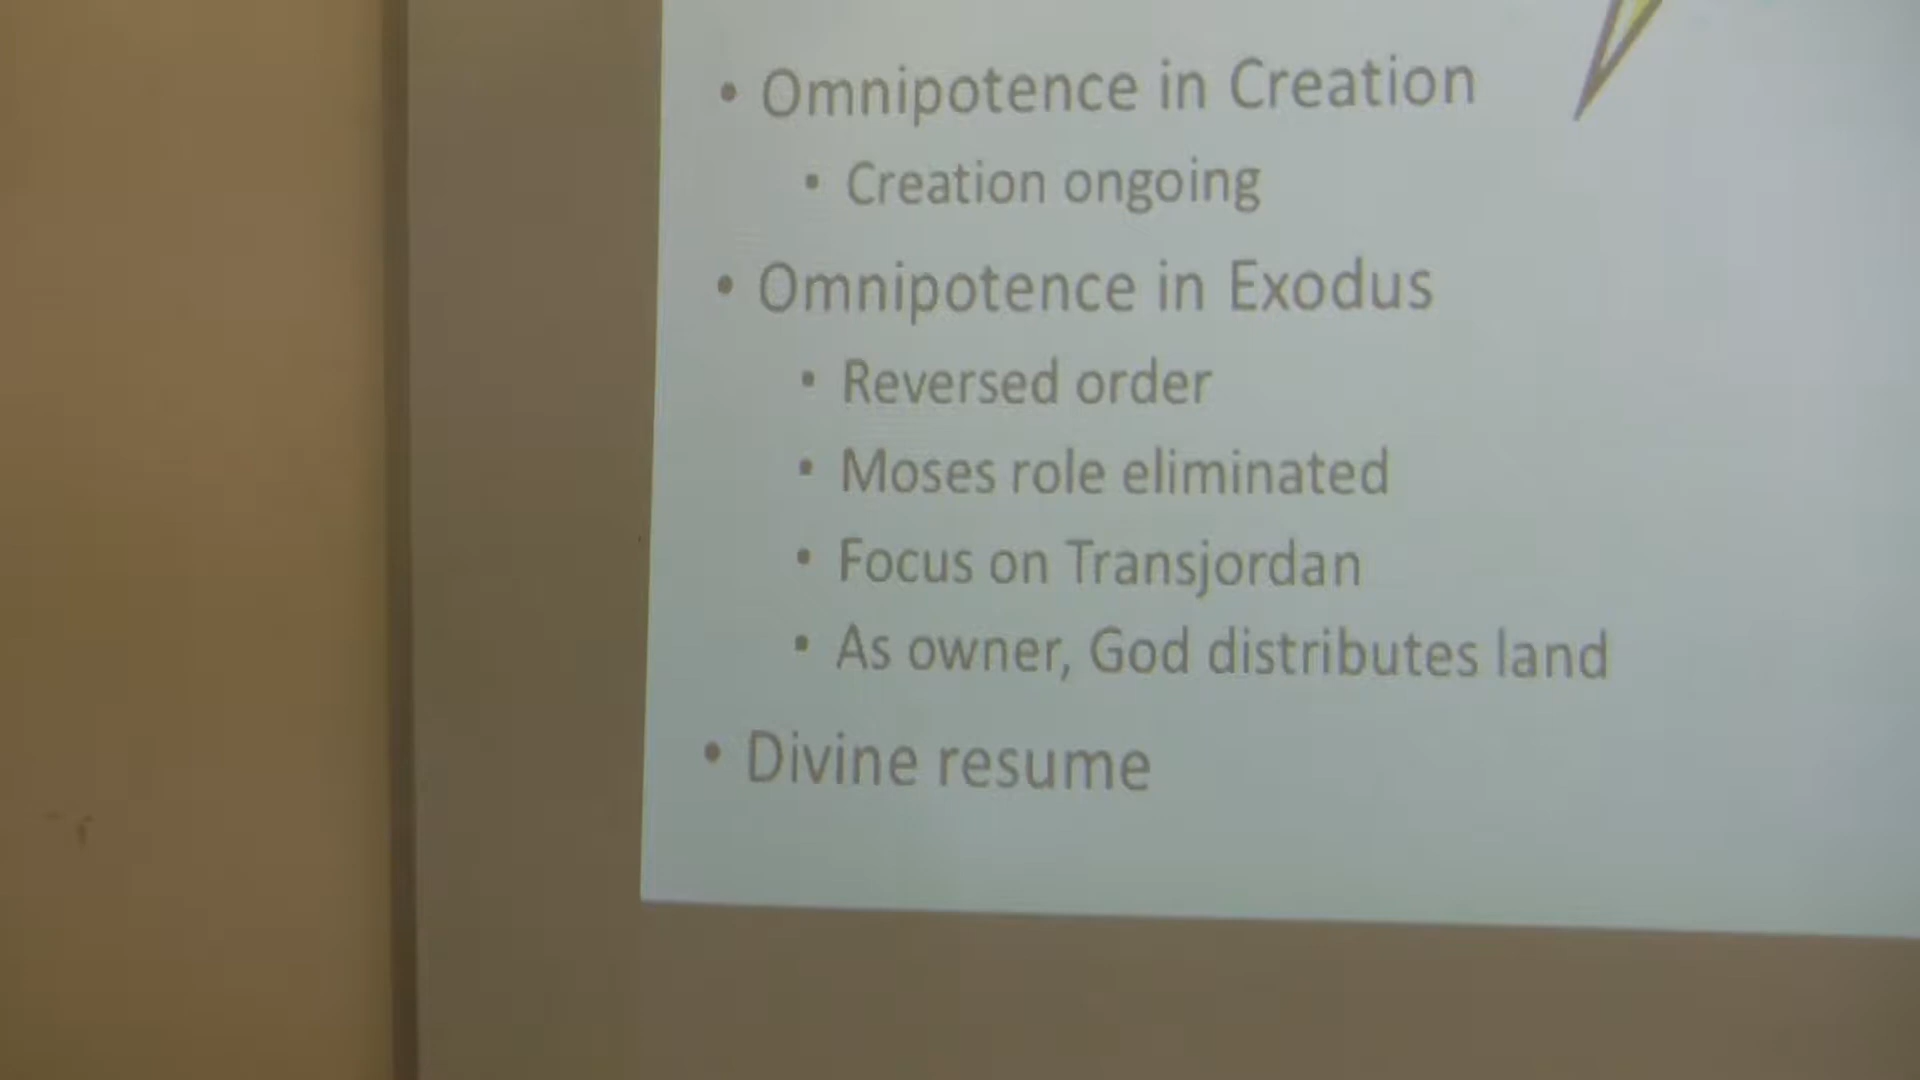 • Omnipotence in Creation
• Creation ongoing
• Omnipotence in Exodus
• Reversed order
• Moses role eliminated
• Focus on Transjordan
• As owner, God distributes land
• Divine resume